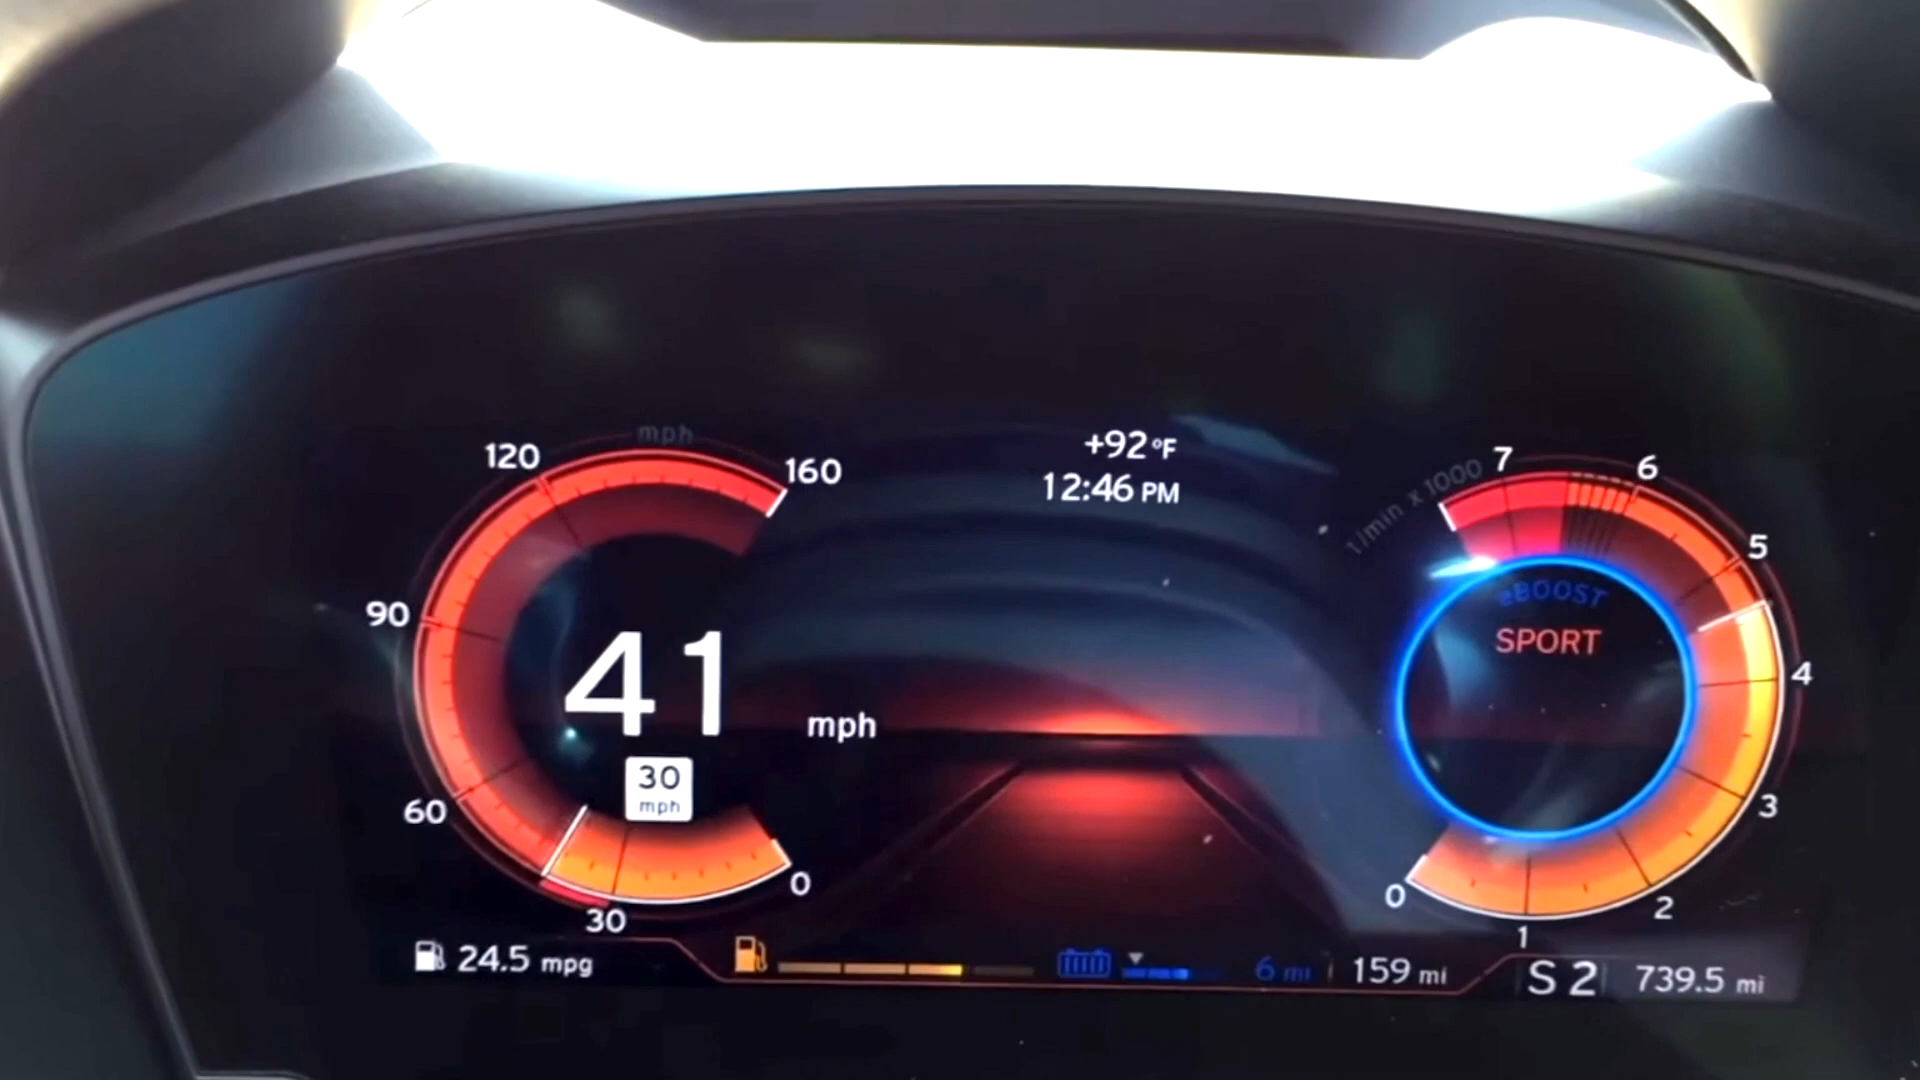 mph
120
160
90
60
30
0
41 mph
30
mph
+92°F
12:46 PM
1/min x 1000
7
6
5
4
3
2
1
0
eBOOST
SPORT
24.5 mpg
6 mi
159 mi
S 2
739.5 mi